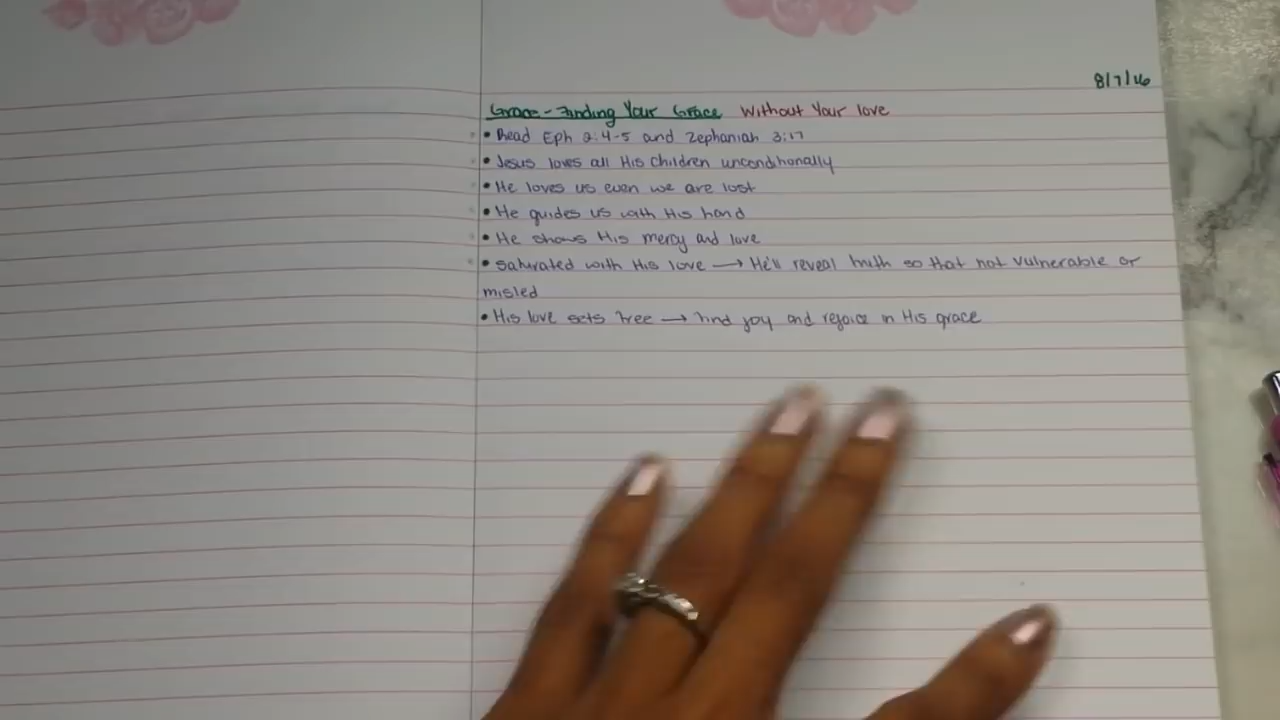 8/7/16
Grace - Finding Your Grace Without Your love
• Read Eph 2:4-5 and Zephaniah 3:17
• Jesus loves all His children unconditionally
• He loves us even we are lost
• He guides us with His hand
• He shows His mercy and love
• Saturated with His love → He'll reveal truth so that not vulnerable or
misled
• His love sets free → find joy and rejoice in His grace